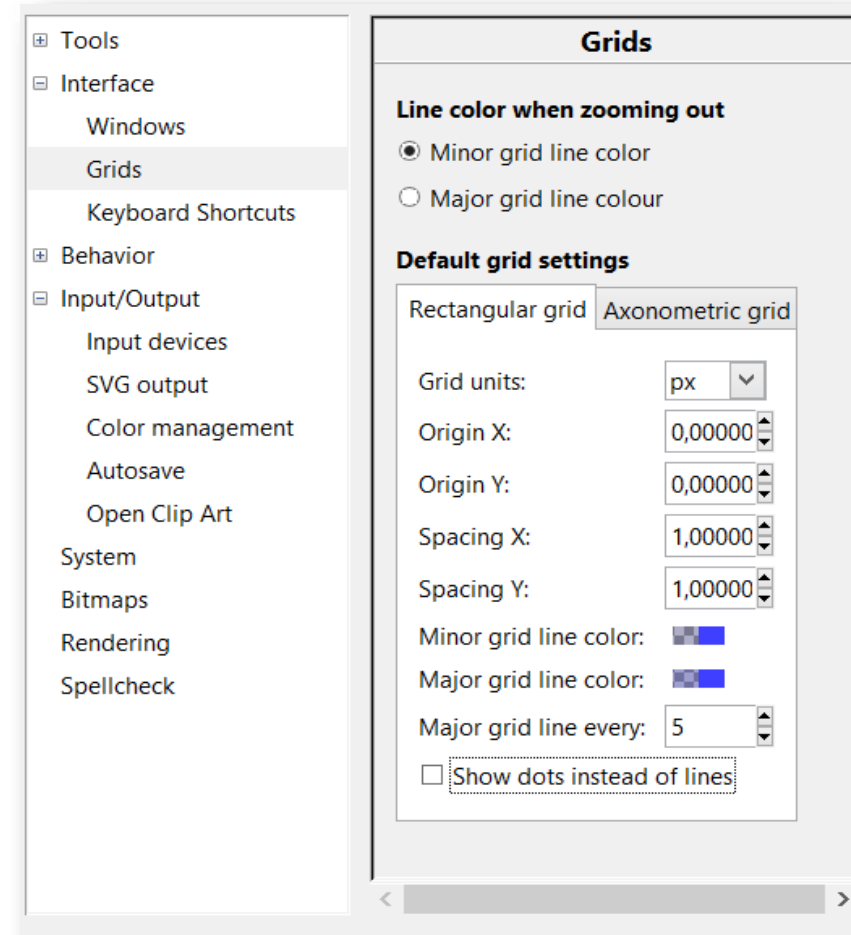 Tools
Interface
Windows
Grids
Keyboard Shortcuts
Behavior
Input/Output
Input devices
SVG output
Color management
Autosave
Open Clip Art
System
Bitmaps
Rendering
Spellcheck
Grids
Line color when zooming out
Minor grid line color
Major grid line colour
Default grid settings
Rectangular grid Axonometric grid
Grid units: px
Origin X: 0,00000
Origin Y: 0,00000
Spacing X: 1,00000
Spacing Y: 1,00000
Minor grid line color:
Major grid line color:
Major grid line every: 5
Show dots instead of lines